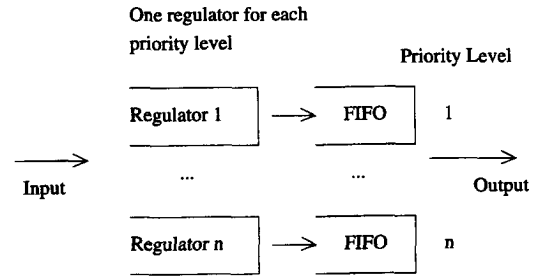 One regulator for each
priority level
Priority Level
Regulator 1
FIFO
1
Input
...
...
Output
Regulator n
FIFO
n